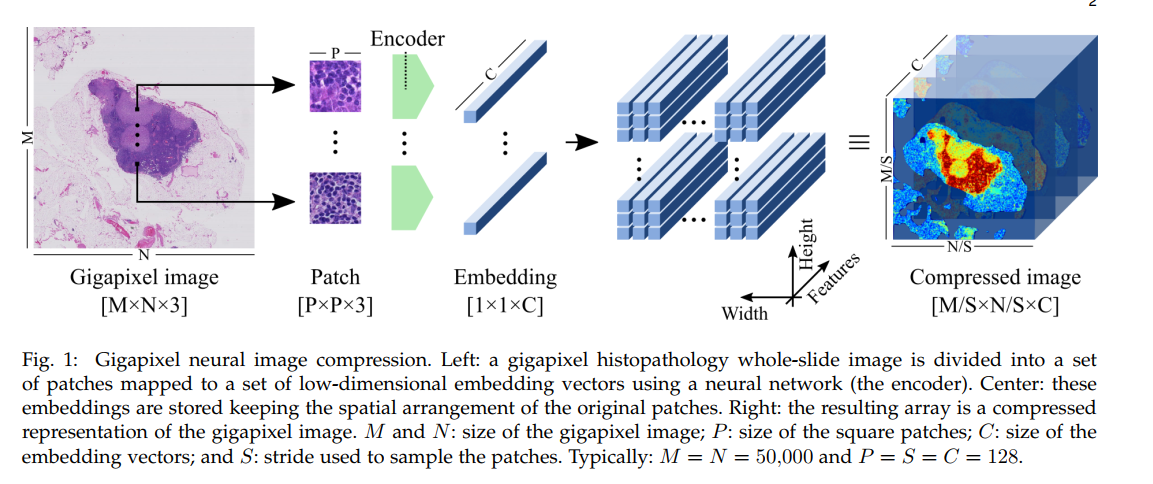 2
P
Encoder
C
C
M
M/S
N
N/S
Height
Features
Width
Gigapixel image
[M×N×3]
Patch
[P×P×3]
Embedding
[1×1×C]
Compressed image
[M/S×N/S×C]
Fig. 1: Gigapixel neural image compression. Left: a gigapixel histopathology whole-slide image is divided into a set
of patches mapped to a set of low-dimensional embedding vectors using a neural network (the encoder). Center: these
embeddings are stored keeping the spatial arrangement of the original patches. Right: the resulting array is a compressed
representation of the gigapixel image. M and N: size of the gigapixel image; P: size of the square patches; C: size of the
embedding vectors; and S: stride used to sample the patches. Typically: M = N = 50,000 and P = S = C = 128.